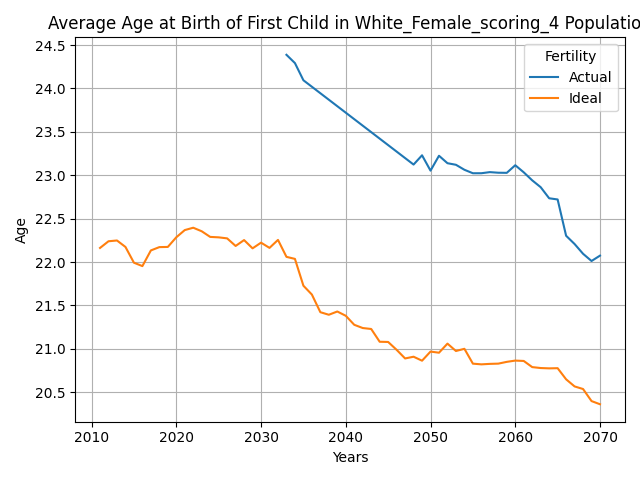 Average Age at Birth of First Child in White_Female_scoring_4 Populatio
Fertility
Actual
Ideal
24.5
24.0
23.5
23.0
22.5
22.0
21.5
21.0
20.5
Age
2010 2020 2030 2040 2050 2060 2070
Years